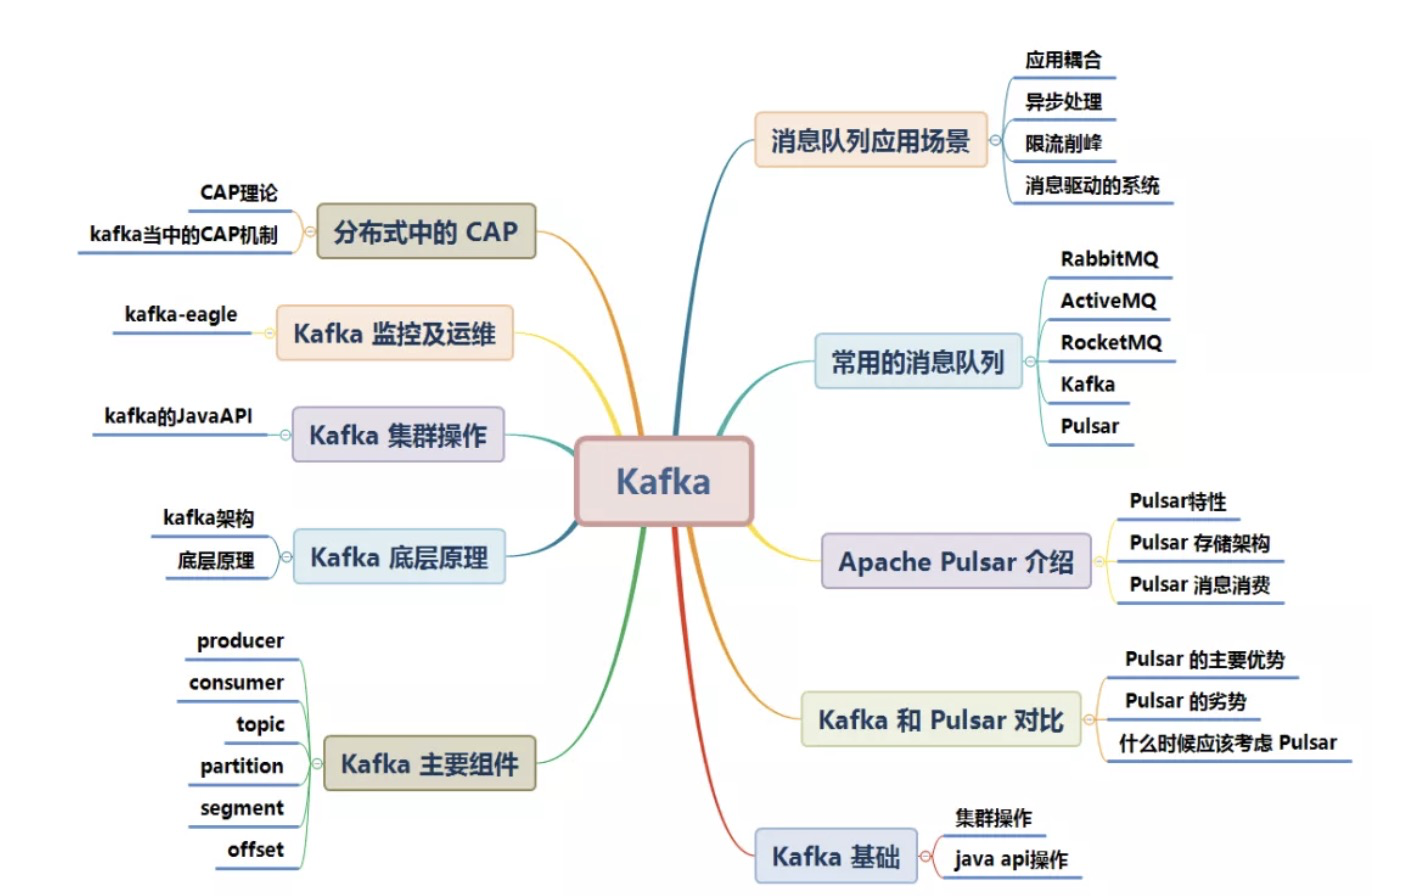 Kafka
消息队列应用场景
应用耦合
异步处理
限流削峰
消息驱动的系统
常用的消息队列
RabbitMQ
ActiveMQ
RocketMQ
Kafka
Pulsar
Apache Pulsar 介绍
Pulsar特性
Pulsar 存储架构
Pulsar 消息消费
Kafka 和 Pulsar 对比
Pulsar 的主要优势
Pulsar 的劣势
什么时候应该考虑 Pulsar
Kafka 基础
集群操作
java api操作
分布式中的 CAP
CAP理论
kafka当中的CAP机制
Kafka 监控及运维
kafka-eagle
Kafka 集群操作
kafka的JavaAPI
Kafka 底层原理
kafka架构
底层原理
Kafka 主要组件
producer
consumer
topic
partition
segment
offset